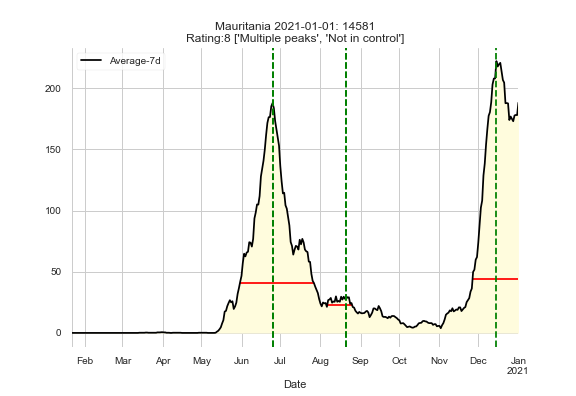 Mauritania 2021-01-01: 14581
Rating:8 ['Multiple peaks', 'Not in control']
Average-7d
200
150
100
50
0
Feb Mar Apr May Jun Jul Aug Sep Oct Nov Dec Jan
2021
Date